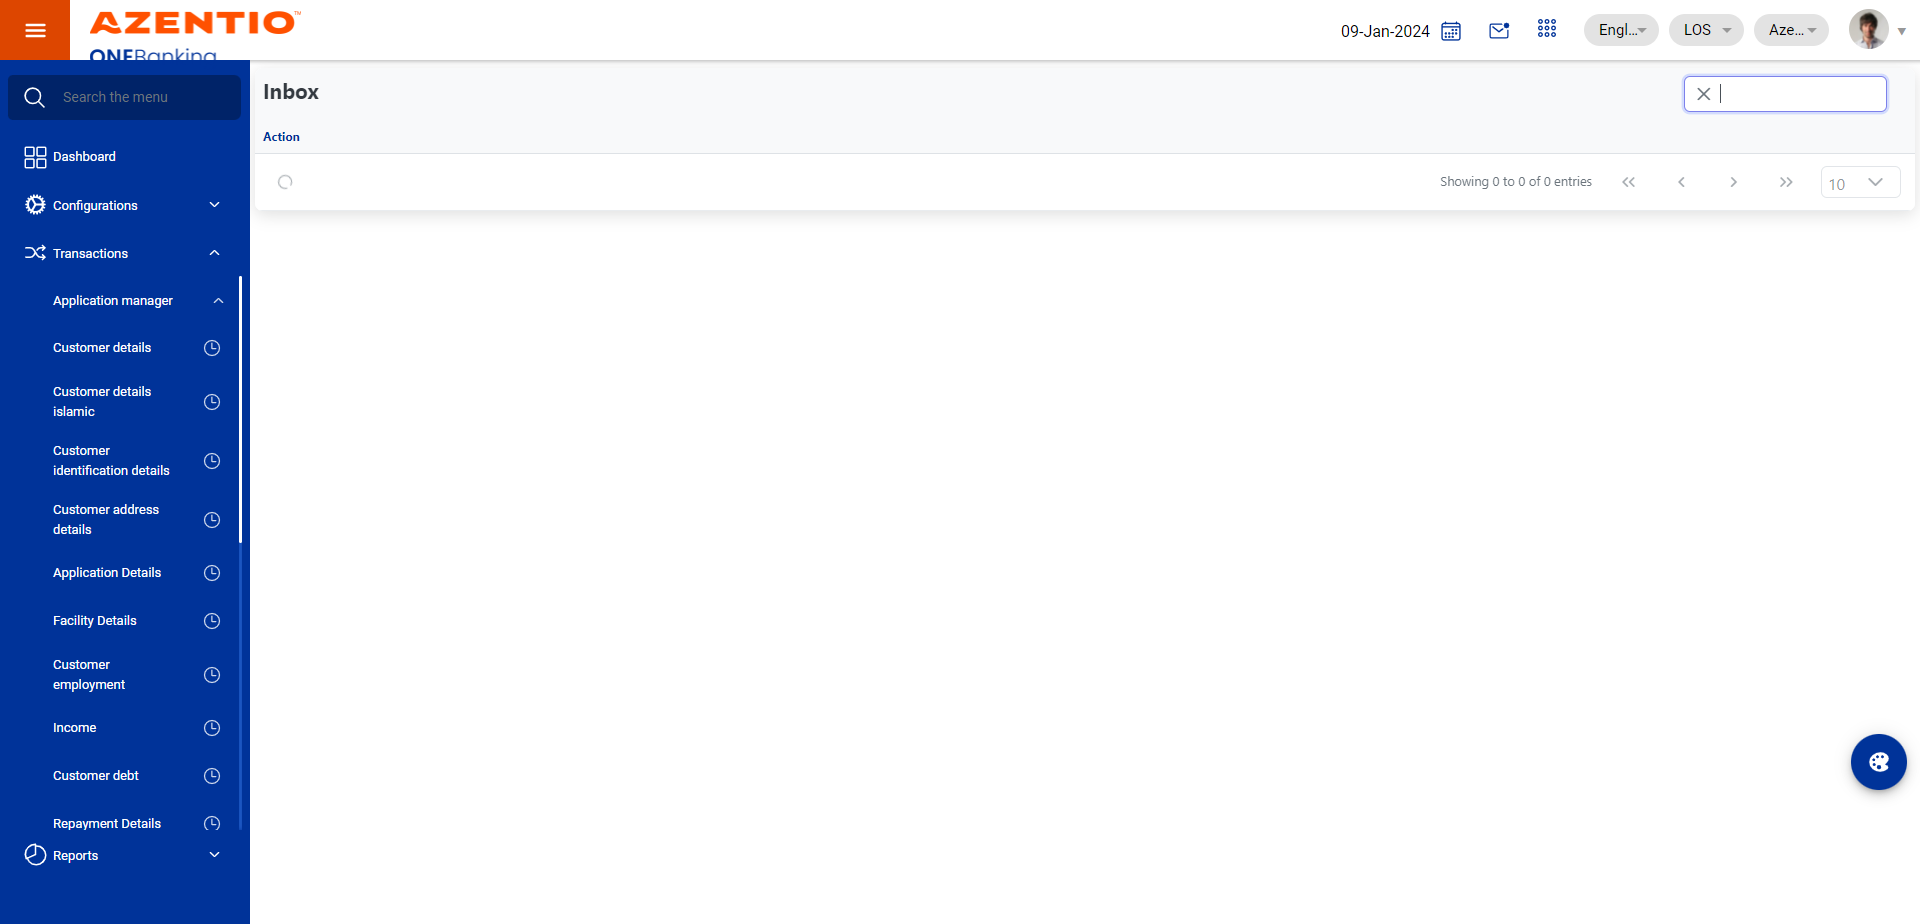 AZENTIO™
ONEBanking
09-Jan-2024
Engl...
LOS
Aze...
Search the menu
Inbox
Action
Dashboard
Showing 0 to 0 of 0 entries
10
Configurations
Transactions
Application manager
Customer details
Customer details
islamic
Customer
identification details
Customer address
details
Application Details
Facility Details
Customer
employment
Income
Customer debt
Repayment Details
Reports